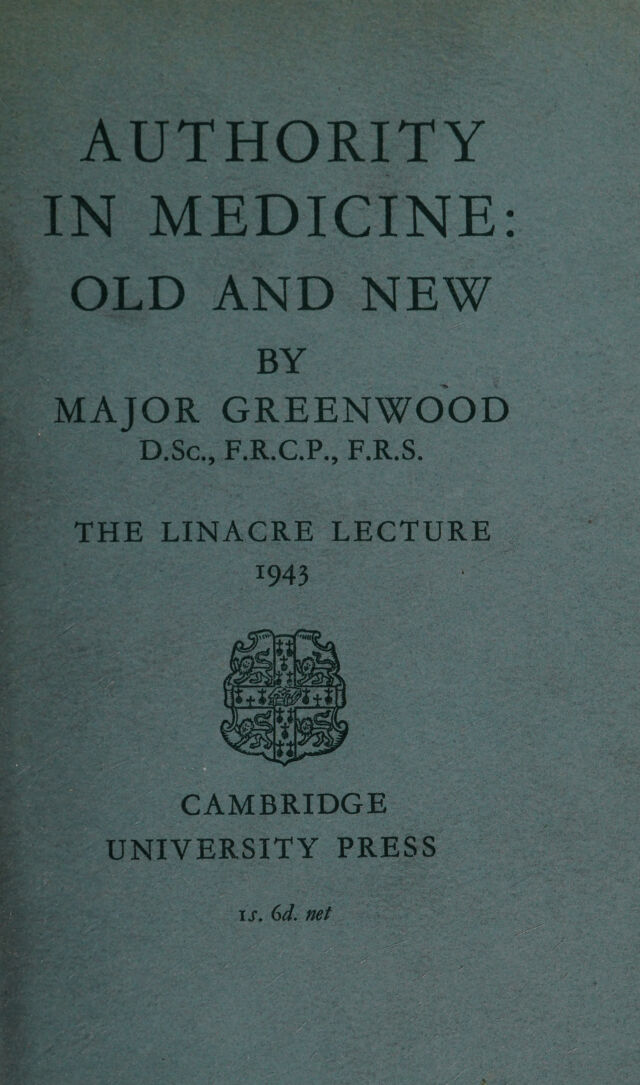 AUTHORITY
IN MEDICINE:
OLD AND NEW
BY
MAJOR GREENWOOD
D.Sc., F.R.C.P., F.R.S.
THE LINACRE LECTURE
1943
CAMBRIDGE
UNIVERSITY PRESS
1s. 6d. net